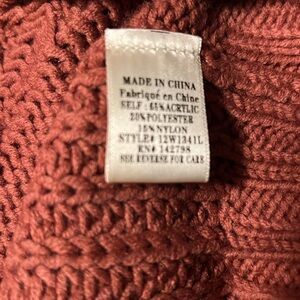 MADE IN CHINA
Fabriqué en Chine
SELF : 65%ACRYLIC
20%POLYESTER
15%NYLON
STYLE# 12W1341L
RN# 142798
SEE REVERSE FOR CARE